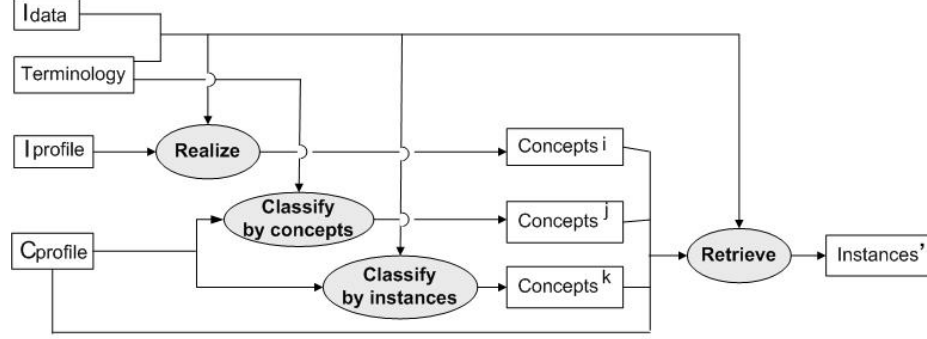 Idata
Terminology
Iprofile
Realize
Concepts i
Classify
by concepts
Concepts j
Cprofile
Retrieve
Instances'
Classify
by instances
Concepts k